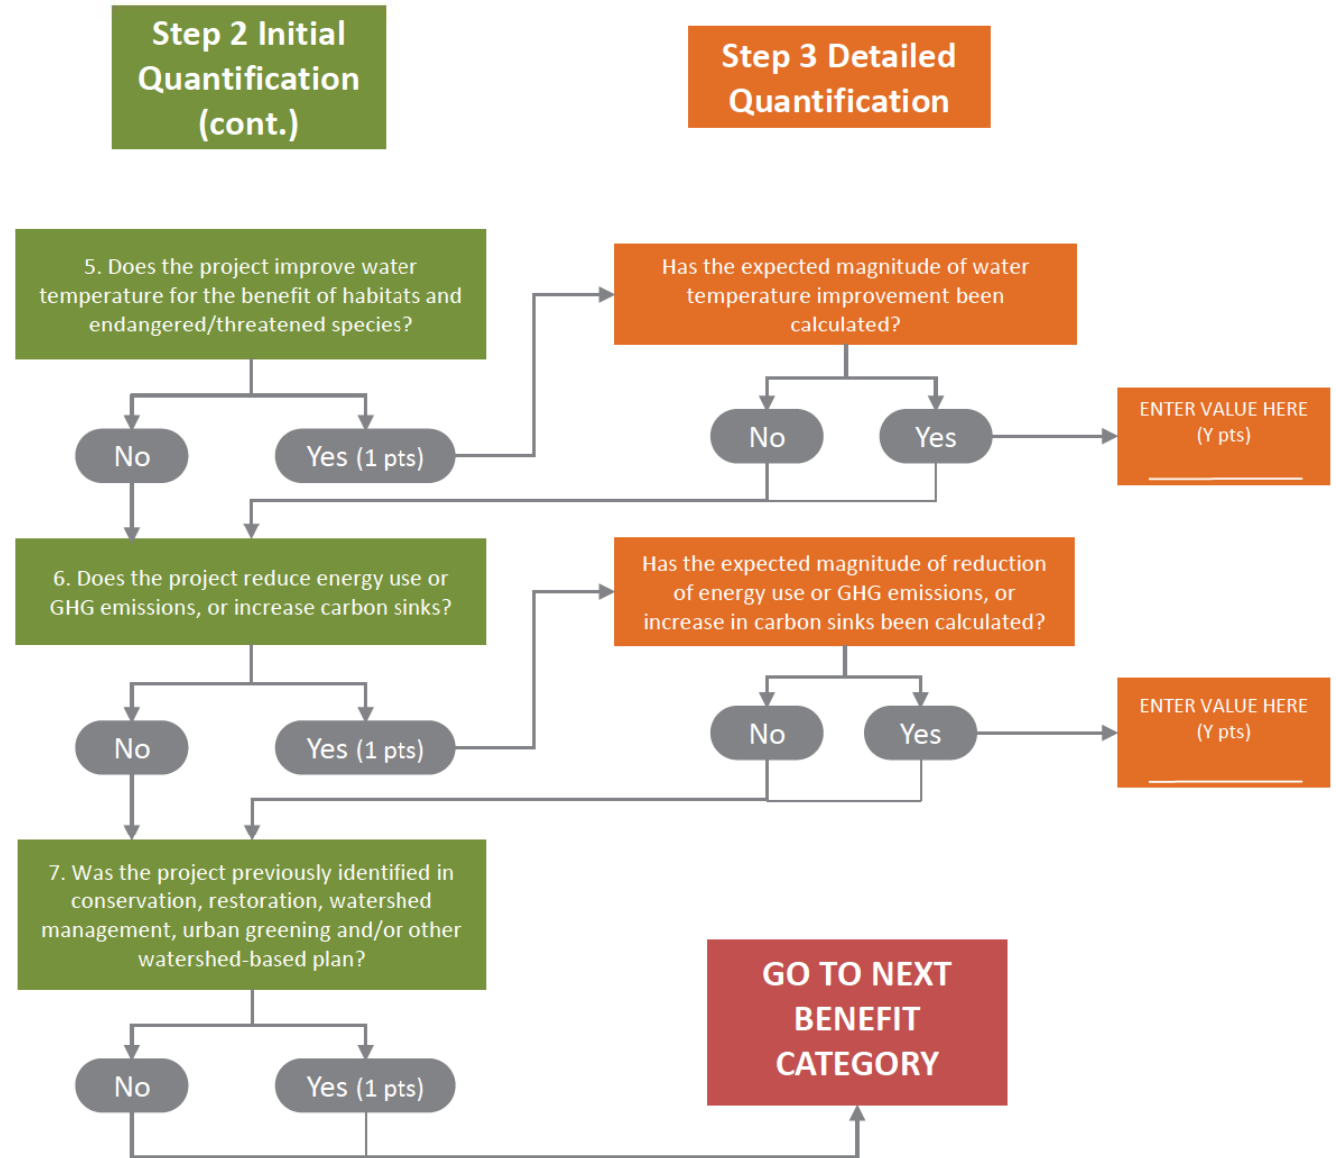 Step 2 Initial
Quantification
(cont.)
Step 3 Detailed
Quantification
5. Does the project improve water
temperature for the benefit of habitats and
endangered/threatened species?
Has the expected magnitude of water
temperature improvement been
calculated?
No
Yes (1 pts)
No
Yes
ENTER VALUE HERE
(Y pts)
6. Does the project reduce energy use or
GHG emissions, or increase carbon sinks?
Has the expected magnitude of reduction
of energy use or GHG emissions, or
increase in carbon sinks been calculated?
No
Yes (1 pts)
No
Yes
ENTER VALUE HERE
(Y pts)
7. Was the project previously identified in
conservation, restoration, watershed
management, urban greening and/or other
watershed-based plan?
No
Yes (1 pts)
GO TO NEXT
BENEFIT
CATEGORY